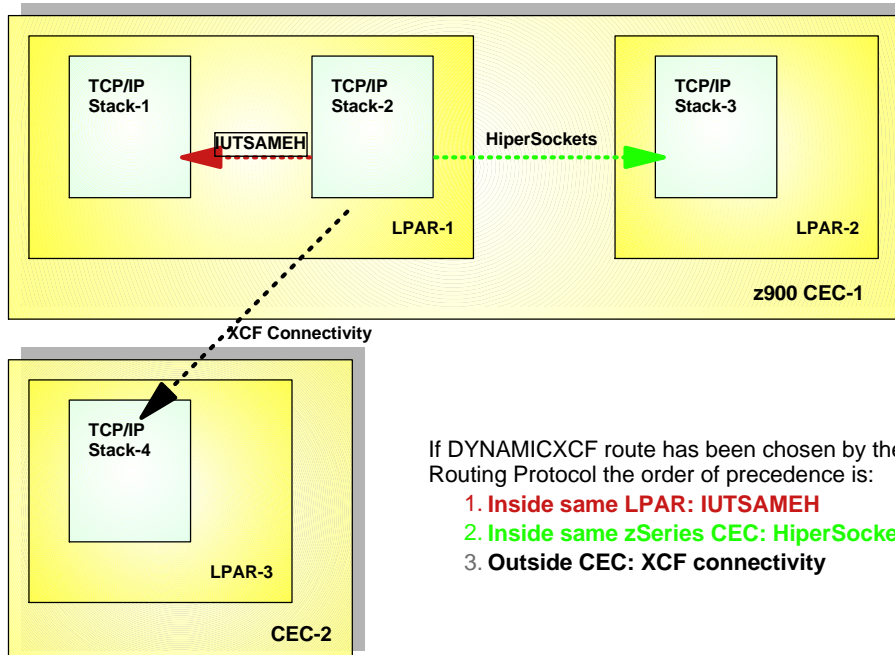 TCP/IP
Stack-1
TCP/IP
Stack-2
TCP/IP
Stack-3
IUTSAMEH
HiperSockets
LPAR-1
LPAR-2
z900 CEC-1
XCF Connectivity
TCP/IP
Stack-4
LPAR-3
CEC-2
If DYNAMICXCF route has been chosen by the
Routing Protocol the order of precedence is:
1. Inside same LPAR: IUTSAMEH
2. Inside same zSeries CEC: HiperSocke
3. Outside CEC: XCF connectivity